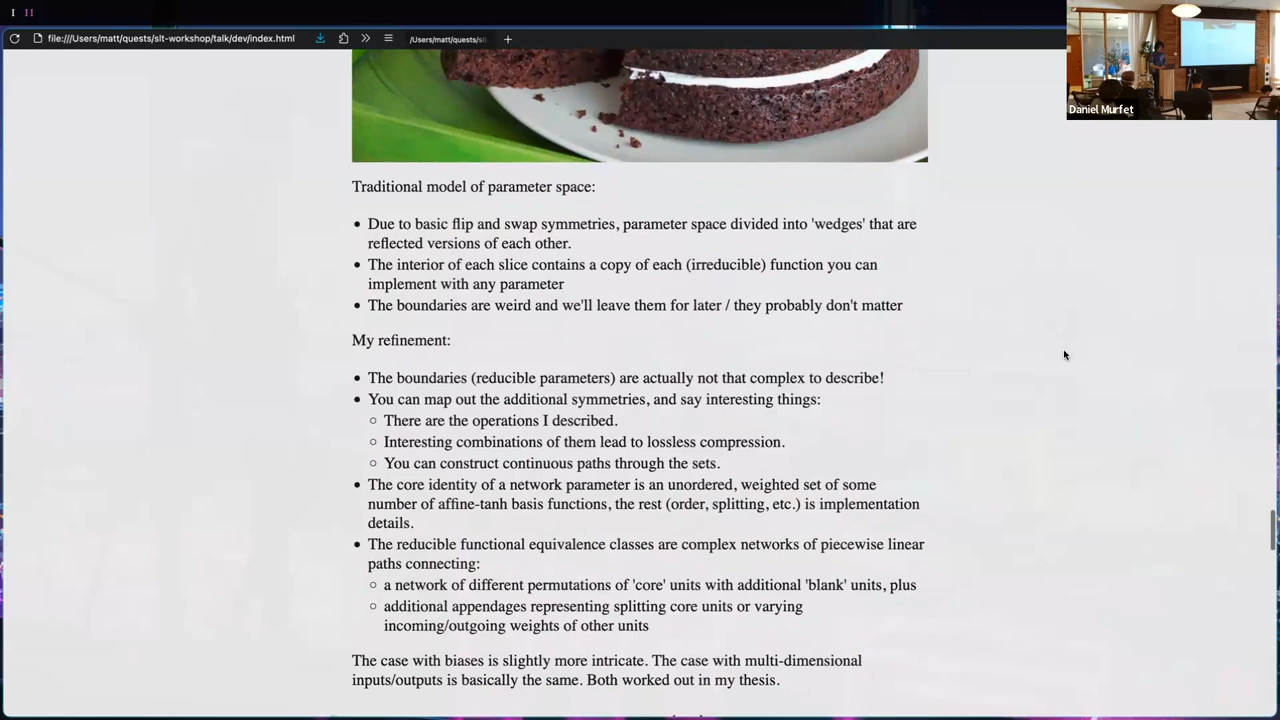 I II
file:///Users/matt/quests/slt-workshop/talk/dev/index.html
/Users/matt/quests/slt
Daniel Murfet
Traditional model of parameter space:
• Due to basic flip and swap symmetries, parameter space divided into 'wedges' that are
reflected versions of each other.
• The interior of each slice contains a copy of each (irreducible) function you can
implement with any parameter
• The boundaries are weird and we'll leave them for later / they probably don't matter
My refinement:
• The boundaries (reducible parameters) are actually not that complex to describe!
• You can map out the additional symmetries, and say interesting things:
◦ There are the operations I described.
◦ Interesting combinations of them lead to lossless compression.
◦ You can construct continuous paths through the sets.
• The core identity of a network parameter is an unordered, weighted set of some
number of affine-tanh basis functions, the rest (order, splitting, etc.) is implementation
details.
• The reducible functional equivalence classes are complex networks of piecewise linear
paths connecting:
◦ a network of different permutations of 'core' units with additional 'blank' units, plus
◦ additional appendages representing splitting core units or varying
incoming/outgoing weights of other units
The case with biases is slightly more intricate. The case with multi-dimensional
inputs/outputs is basically the same. Both worked out in my thesis.